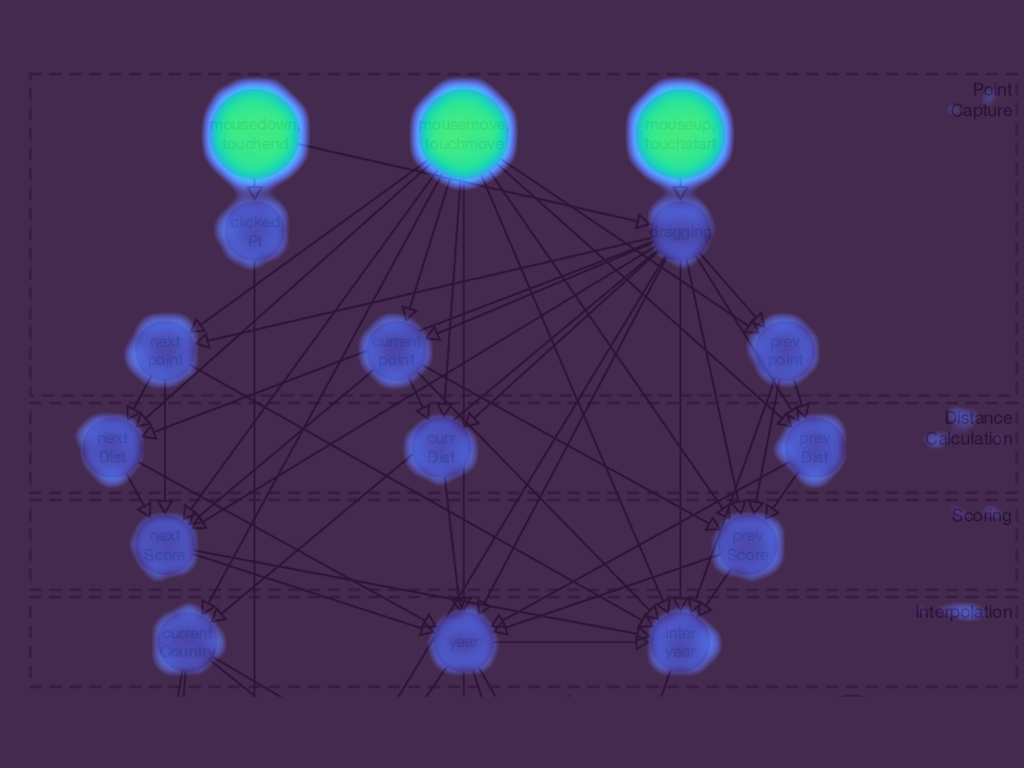 mousedown,
touchend
mousemove,
touchmove
mouseup,
touchstart
Point
Capture
clicked
Pt
dragging
next
point
current
point
prev
point
next
Dist
curr
Dist
prev
Dist
Distance
Calculation
next
Score
prev
Score
Scoring
current
Country
year
inter
year
Interpolation